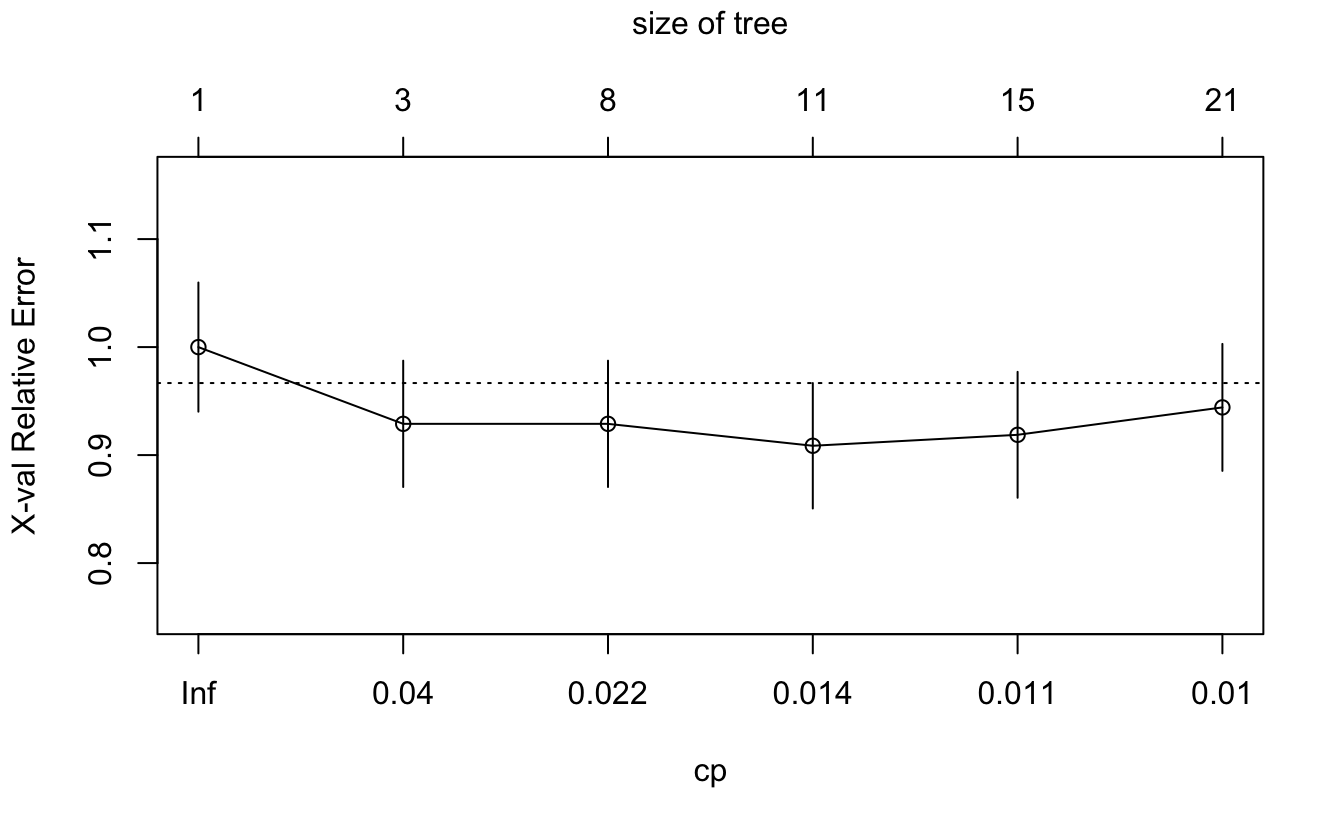 size of tree
1 3 8 11 15 21
X-val Relative Error
1.1
1.0
0.9
0.8
Inf 0.04 0.022 0.014 0.011 0.01
cp